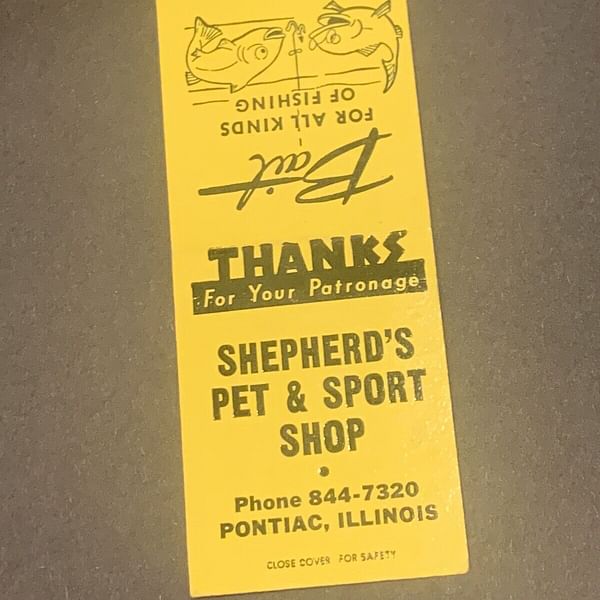 Bait
FOR ALL KINDS
OF FISHING
THANKS
For Your Patronage
SHEPHERD'S
PET & SPORT
SHOP
Phone 844-7320
PONTIAC, ILLINOIS
CLOSE COVER FOR SAFETY